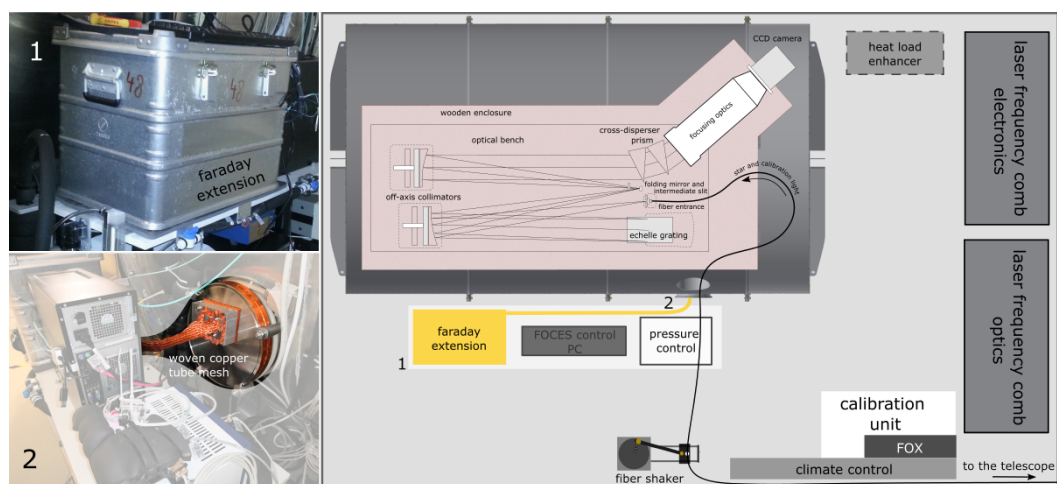 1
48
48
faraday
extension
woven copper
tube mesh
2
CCD camera
heat load
enhancer
laser frequency comb
electronics
wooden enclosure
focusing optics
cross-disperser
prism
optical bench
star and calibration light
folding mirror and
intermediate slit
off-axis collimators
fiber entrance
echelle grating
2
laser frequency comb
optics
faraday
extension
FOCES control
PC
pressure
control
1
calibration
unit
FOX
climate control
fiber shaker
to the telescope